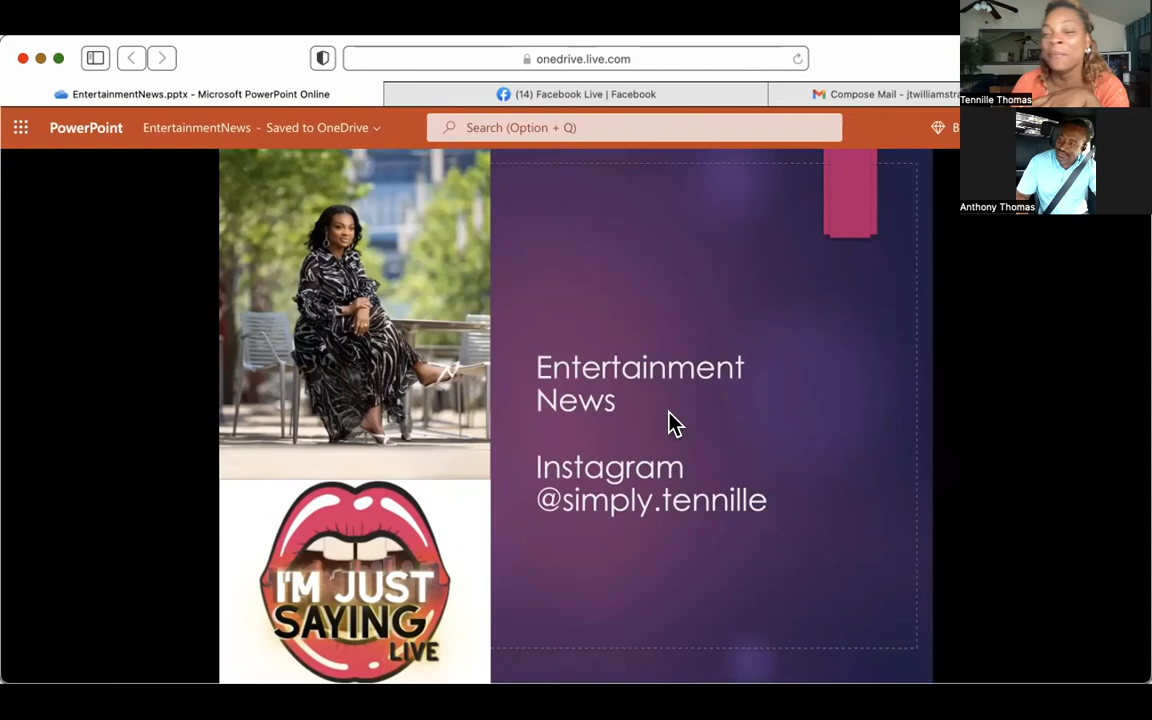 onedrive.live.com
EntertainmentNews.pptx - Microsoft PowerPoint Online
(14) Facebook Live | Facebook
Compose Mail - jtwilliamstra
PowerPoint
EntertainmentNews - Saved to OneDrive
Search (Option + Q)
B
Tennille Thomas
Anthony Thomas
Entertainment
News
Instagram
@simply.tennille
I'M JUST
SAYING
LIVE